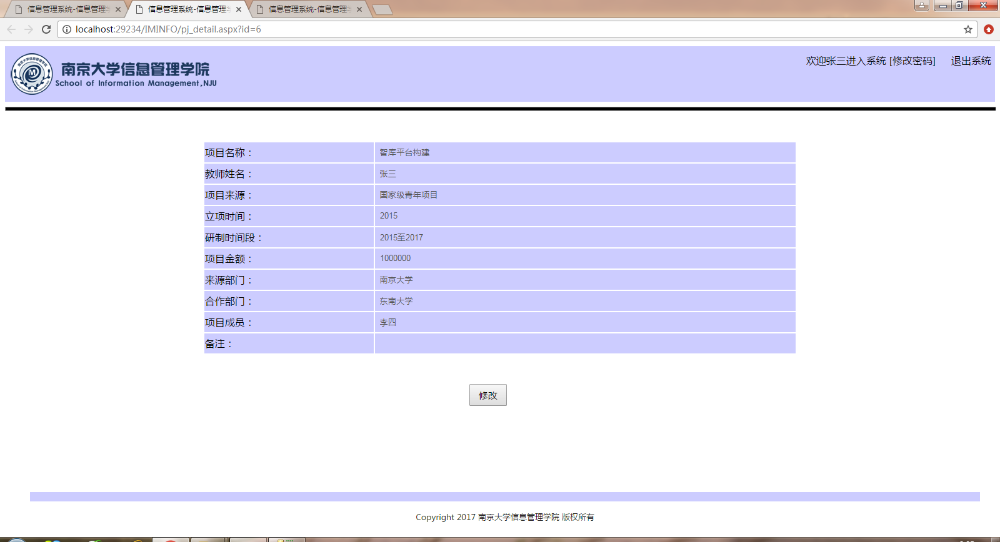 信息管理系统-信息管理
信息管理系统-信息管理
信息管理系统-信息管理
localhost:29234/IMINFO/pj_detail.aspx?id=6
南京大学信息管理学院
School of Information Management,NJU
欢迎张三进入系统 [修改密码] 退出系统
项目名称： 智库平台构建
教师姓名： 张三
项目来源： 国家级青年项目
立项时间： 2015
研制时间段： 2015至2017
项目金额： 1000000
来源部门： 南京大学
合作部门： 东南大学
项目成员： 李四
备注：
修改
Copyright 2017 南京大学信息管理学院 版权所有